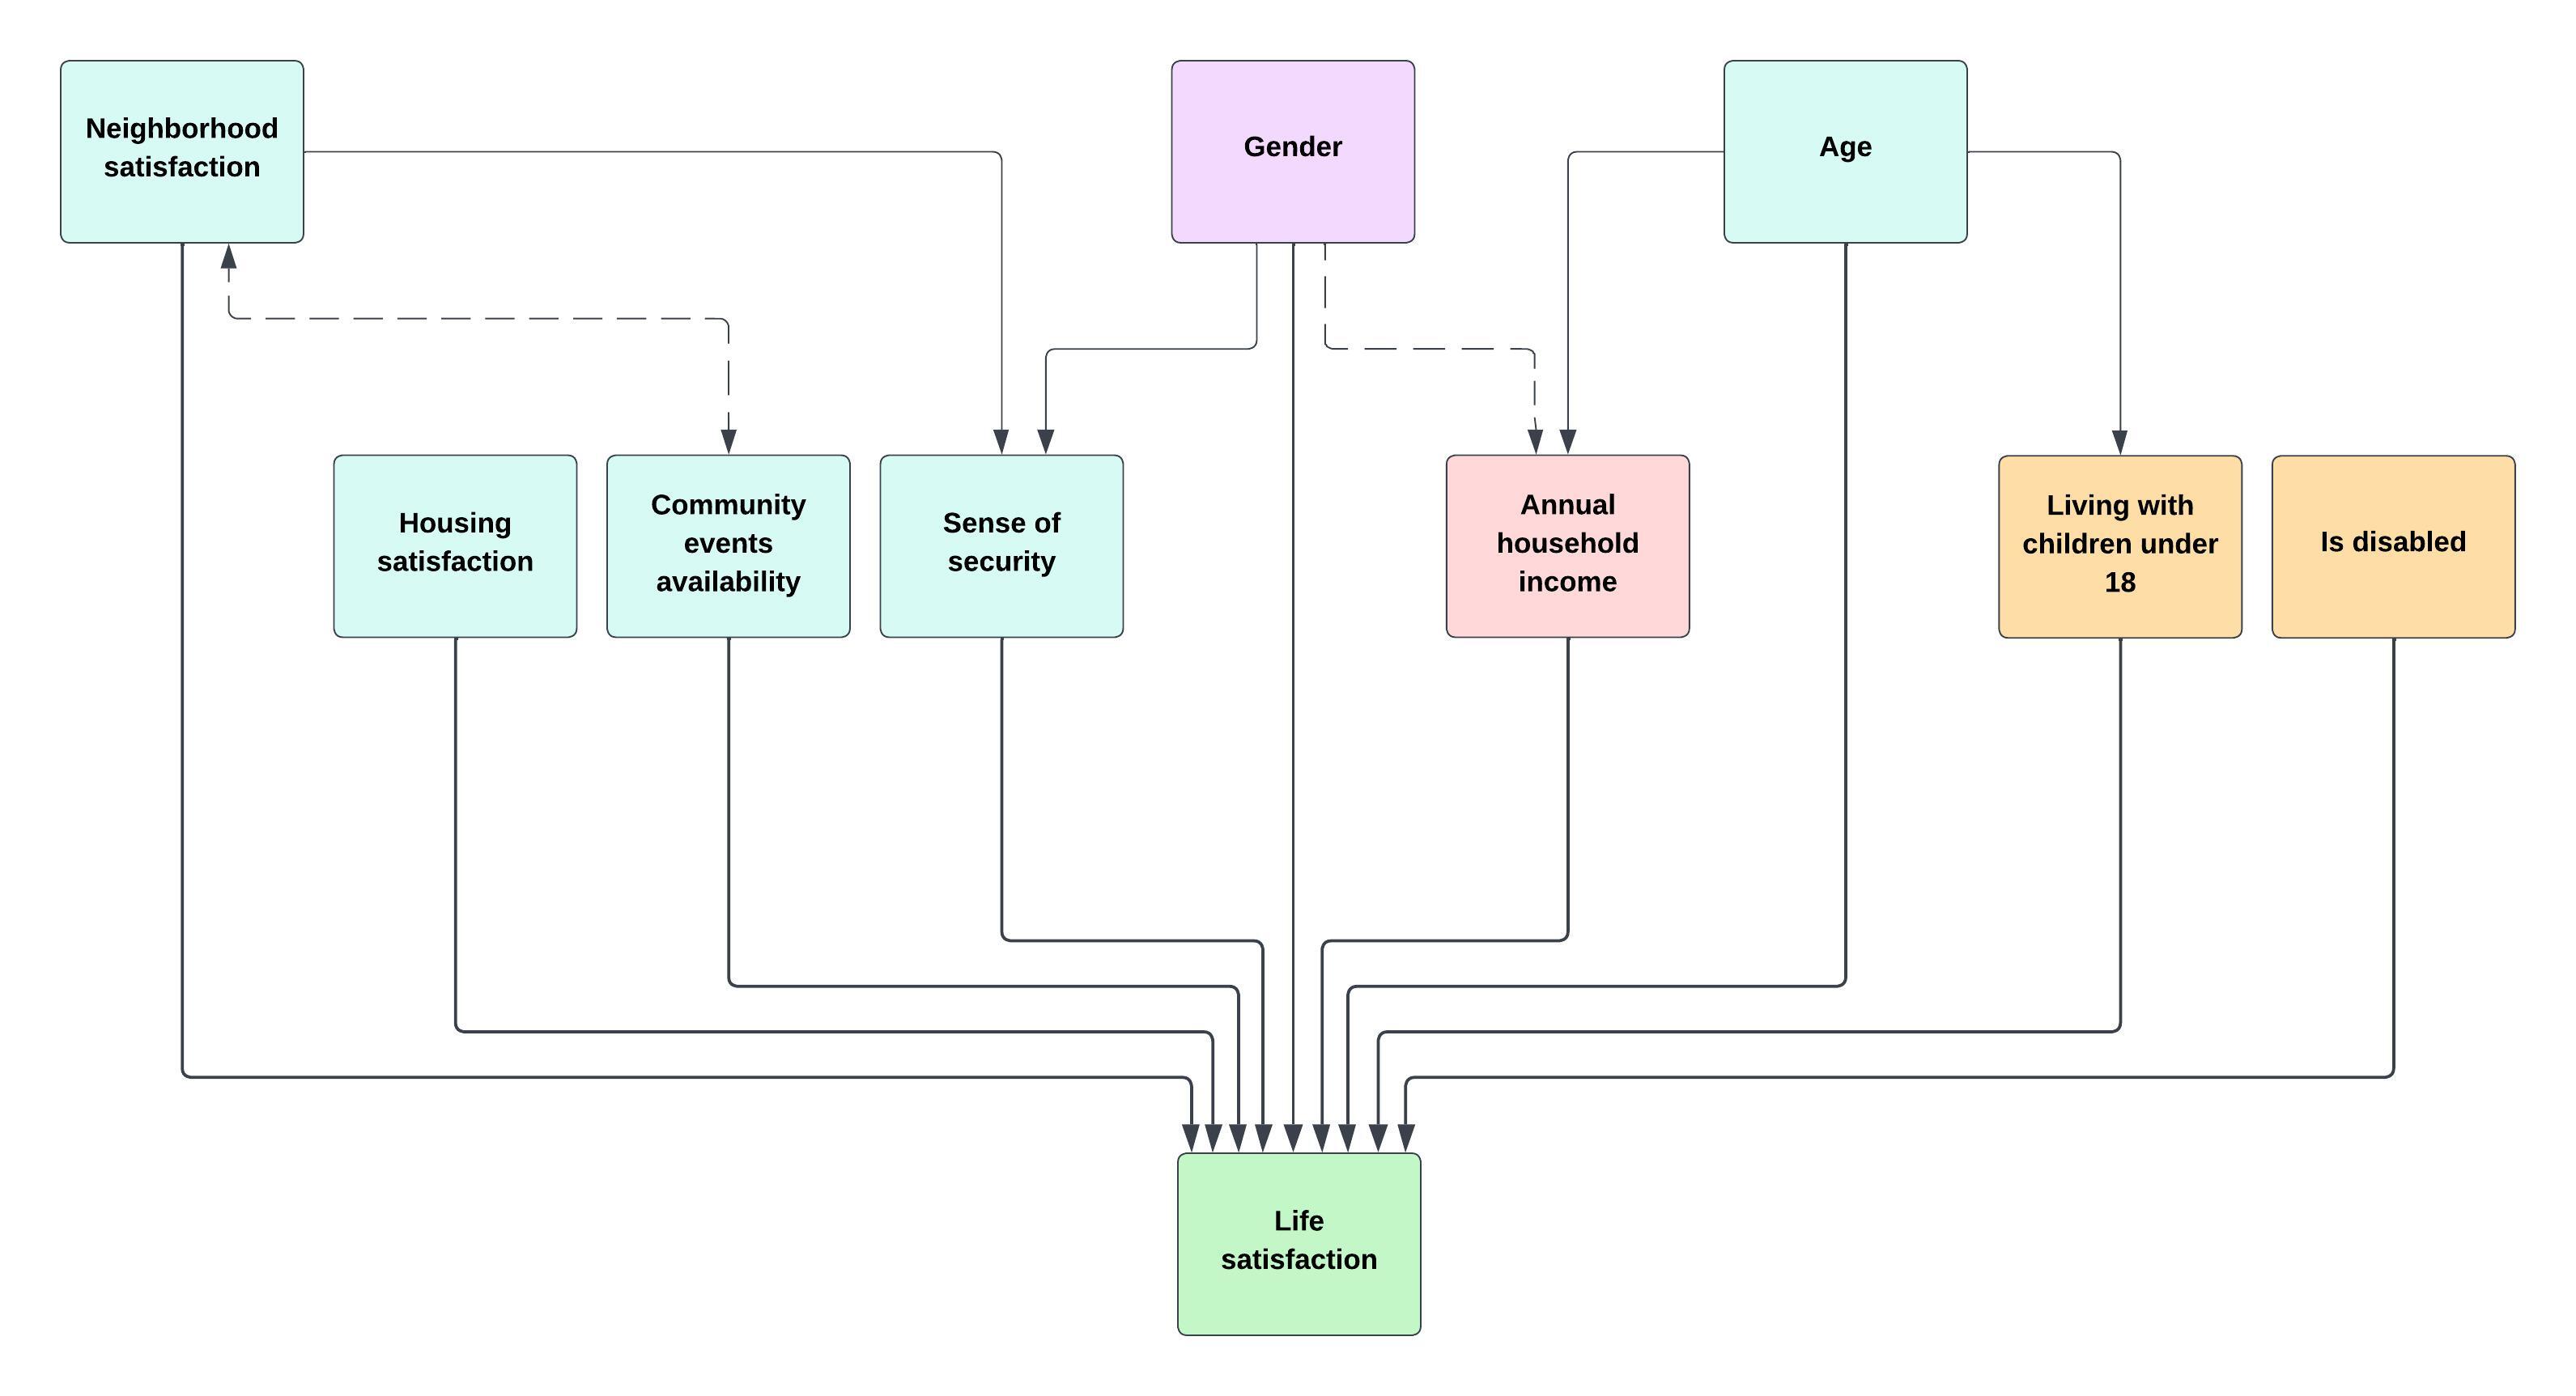 Neighborhood
satisfaction
Gender
Age
Housing
satisfaction
Community
events
availability
Sense of
security
Annual
household
income
Living with
children under
18
Is disabled
Life
satisfaction